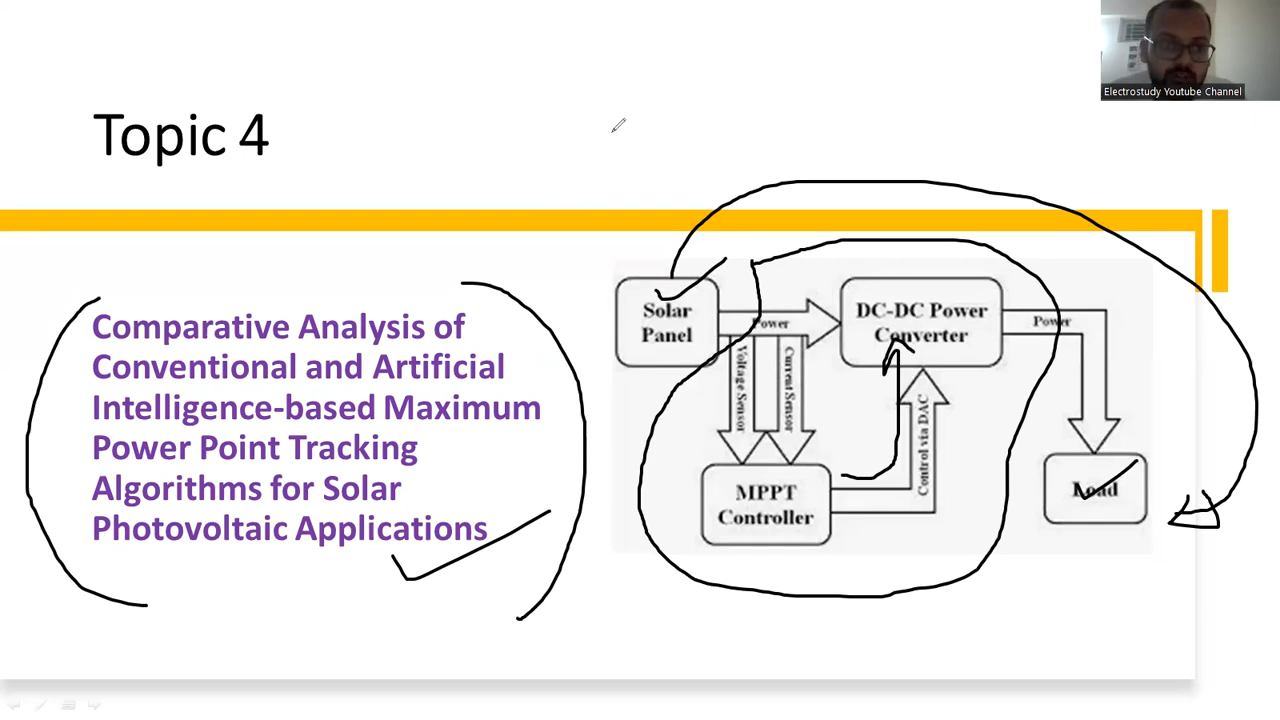 Electrostudy Youtube Channel
Topic 4
Comparative Analysis of
Conventional and Artificial
Intelligence-based Maximum
Power Point Tracking
Algorithms for Solar
Photovoltaic Applications
Solar
Panel
Power
DC-DC Power
Converter
Power
Voltage Sensor
Current Sensor
Control via DAC
MPPT
Controller
Load